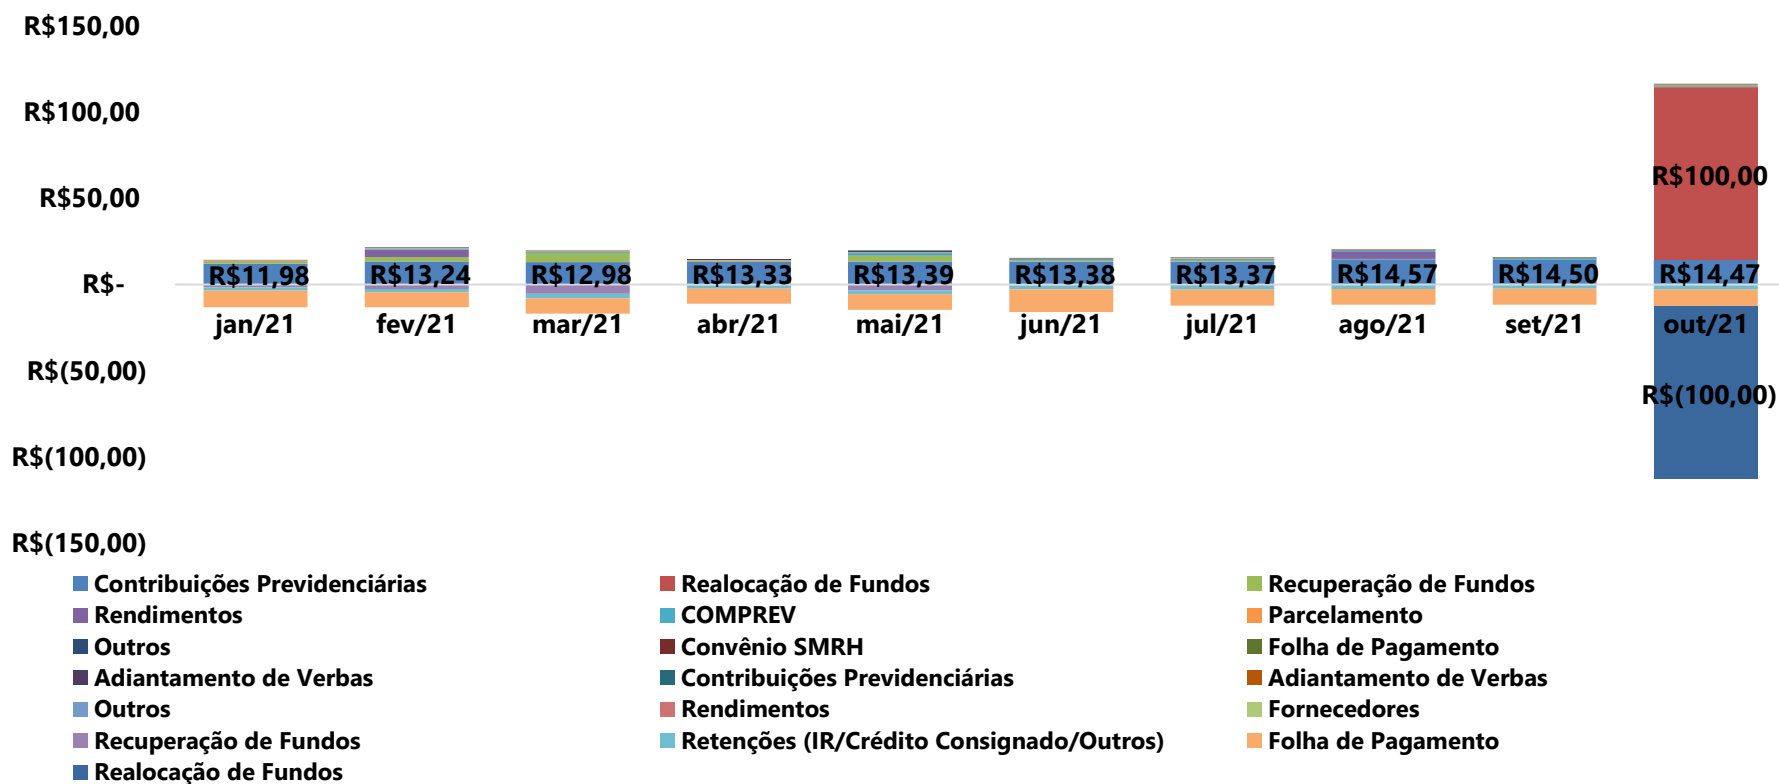 R$150,00
R$100,00
R$100,00
R$50,00
R$-
R$11,98 R$13,24 R$12,98 R$13,33 R$13,39 R$13,38 R$13,37 R$14,57 R$14,50 R$14,47
jan/21 fev/21 mar/21 abr/21 mai/21 jun/21 jul/21 ago/21 set/21 out/21
R$(50,00)
R$(100,00)
R$(100,00)
R$(150,00)
Contribuições Previdenciárias Realocação de Fundos Recuperação de Fundos
Rendimentos COMPREV Parcelamento
Outros Convênio SMRH Folha de Pagamento
Adiantamento de Verbas Contribuições Previdenciárias Adiantamento de Verbas
Outros Rendimentos Fornecedores
Recuperação de Fundos Retenções (IR/Crédito Consignado/Outros) Folha de Pagamento
Realocação de Fundos